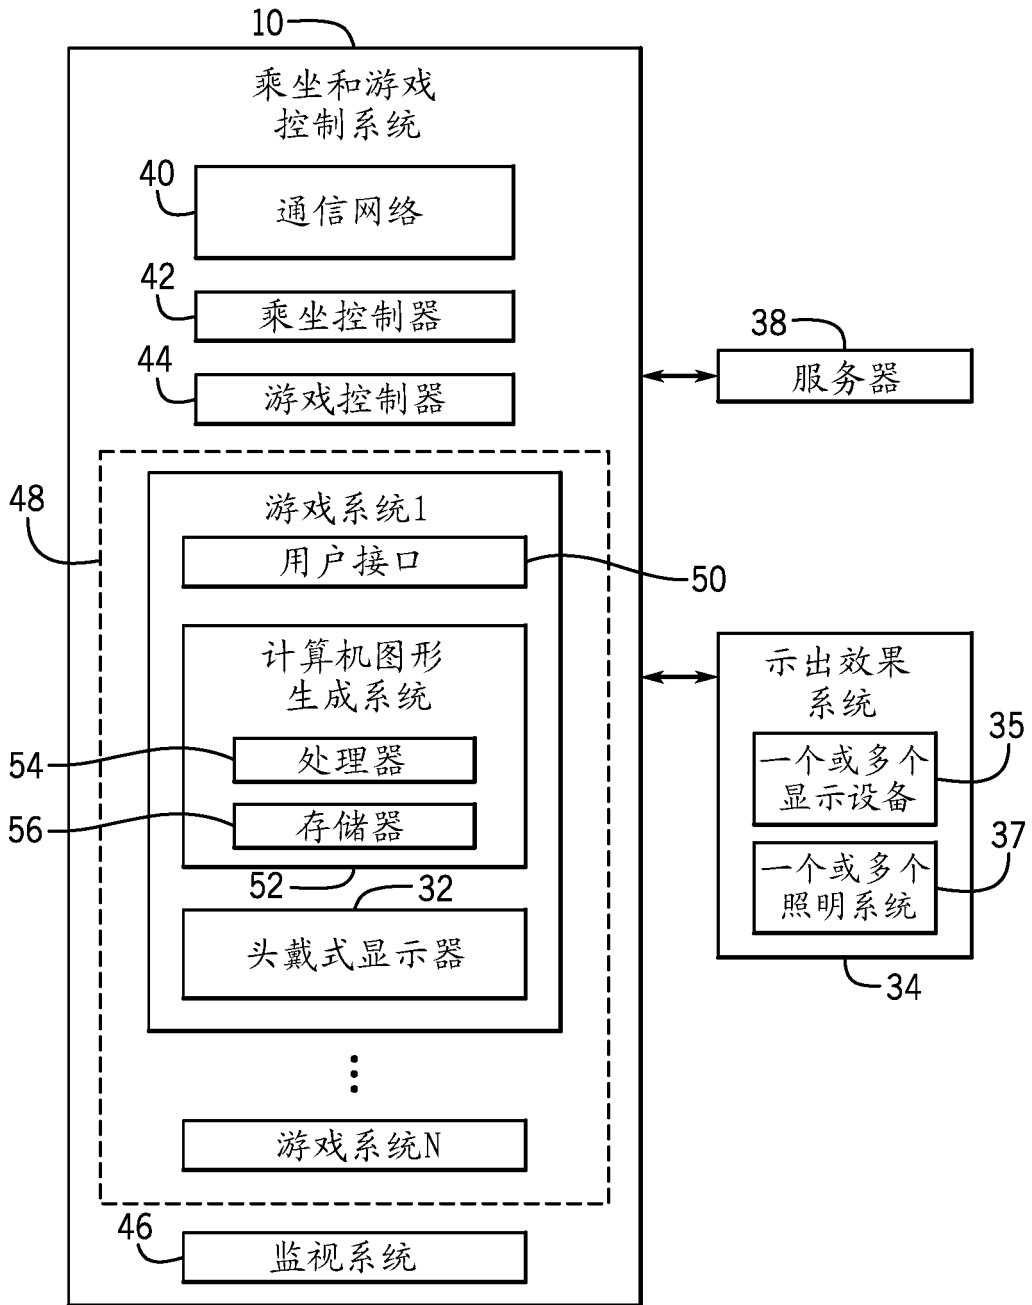 10
乘坐和游戏
控制系统
40
通信网络
42
乘坐控制器
44
游戏控制器
38
服务器
48
游戏系统1
用户接口
50
计算机图形
生成系统
54
处理器
56
存储器
52
32
头戴式显示器
游戏系统N
46
监视系统
示出效果
系统
35
一个或多个
显示设备
37
一个或多个
照明系统
34